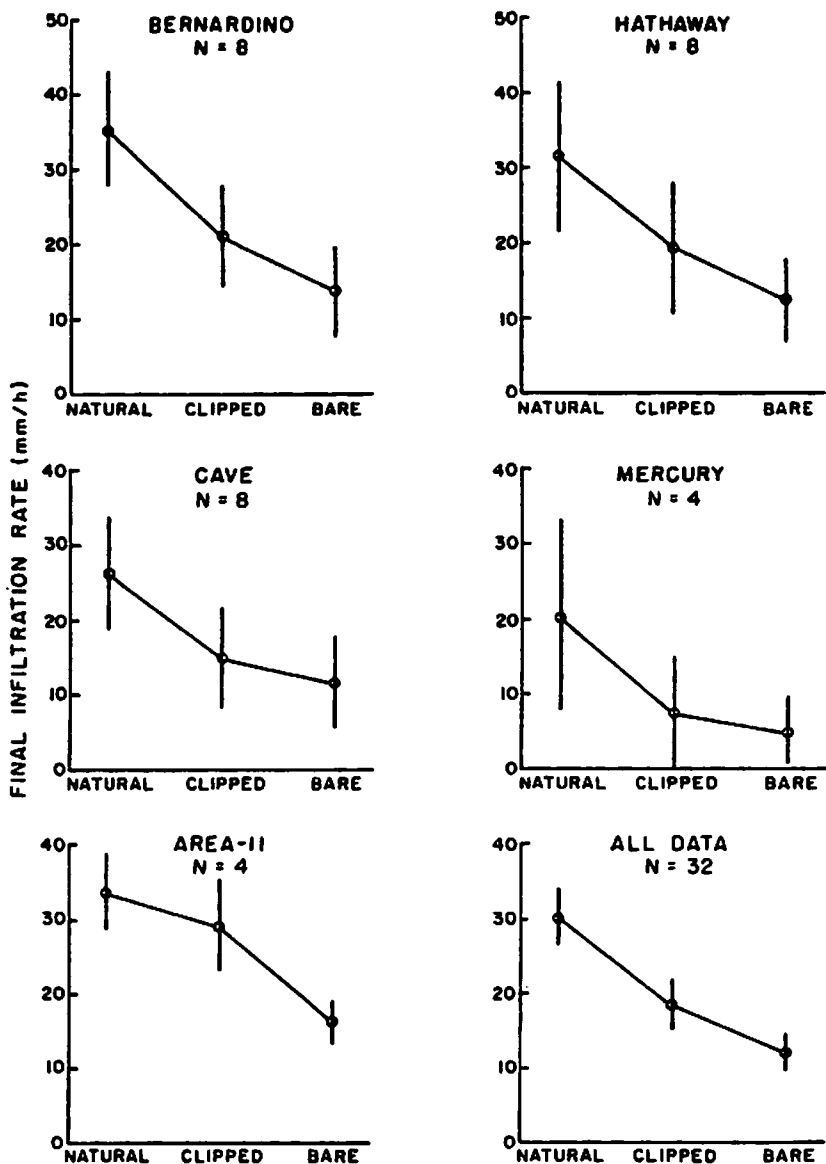 FINAL INFILTRATION RATE (mm/h)
BERNARDINO
N = 8
50
40
30
20
10
0
NATURAL CLIPPED BARE
HATHAWAY
N = 8
50
40
30
20
10
0
NATURAL CLIPPED BARE
CAVE
N = 8
40
30
20
10
0
NATURAL CLIPPED BARE
MERCURY
N = 4
40
30
20
10
0
NATURAL CLIPPED BARE
AREA-11
N = 4
40
30
20
10
0
NATURAL CLIPPED BARE
ALL DATA
N = 32
40
30
20
10
0
NATURAL CLIPPED BARE